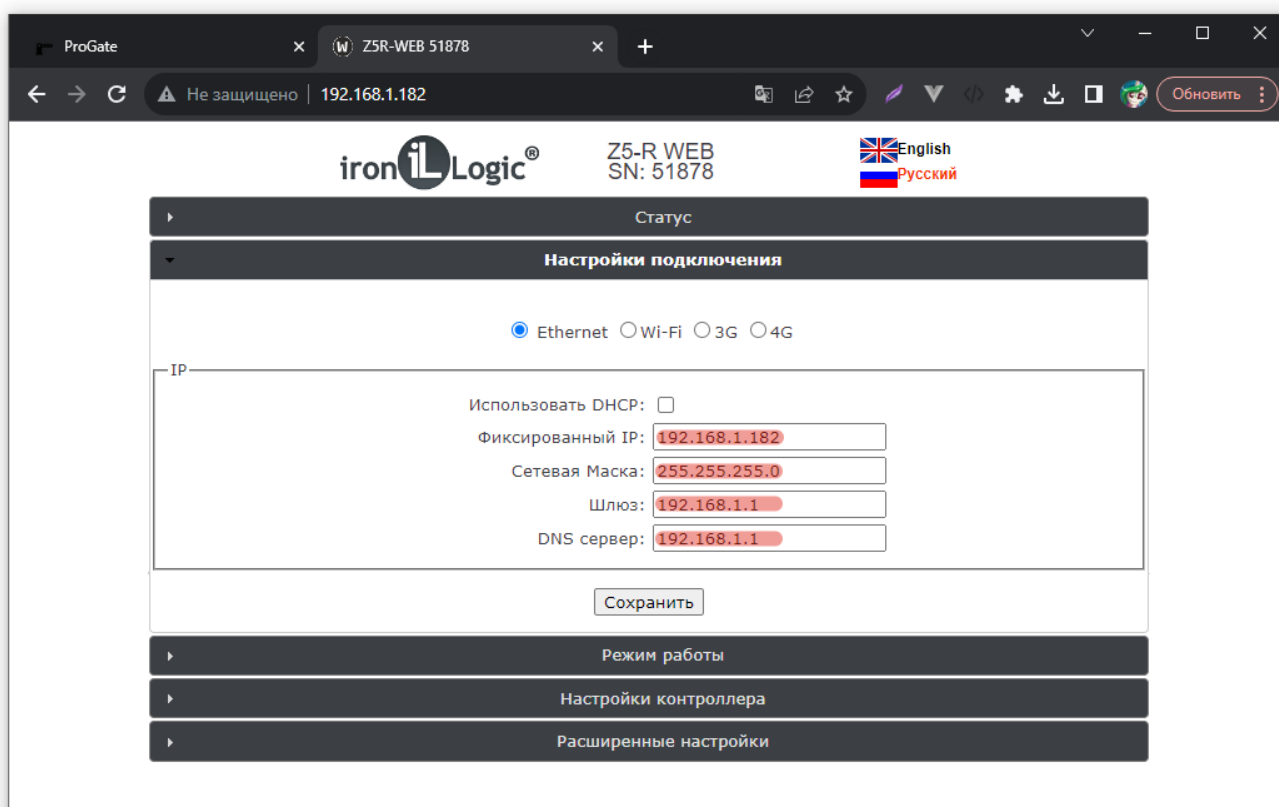 ProGate
Z5R-WEB 51878
Не защищено
192.168.1.182
Обновить
iron iL Logic®
Z5-R WEB
SN: 51878
English
Русский
Статус
Настройки подключения
Ethernet Wi-Fi 3G 4G
IP
Использовать DHCP:
Фиксированный IP: 192.168.1.182
Сетевая Маска: 255.255.255.0
Шлюз: 192.168.1.1
DNS сервер: 192.168.1.1
Сохранить
Режим работы
Настройки контроллера
Расширенные настройки